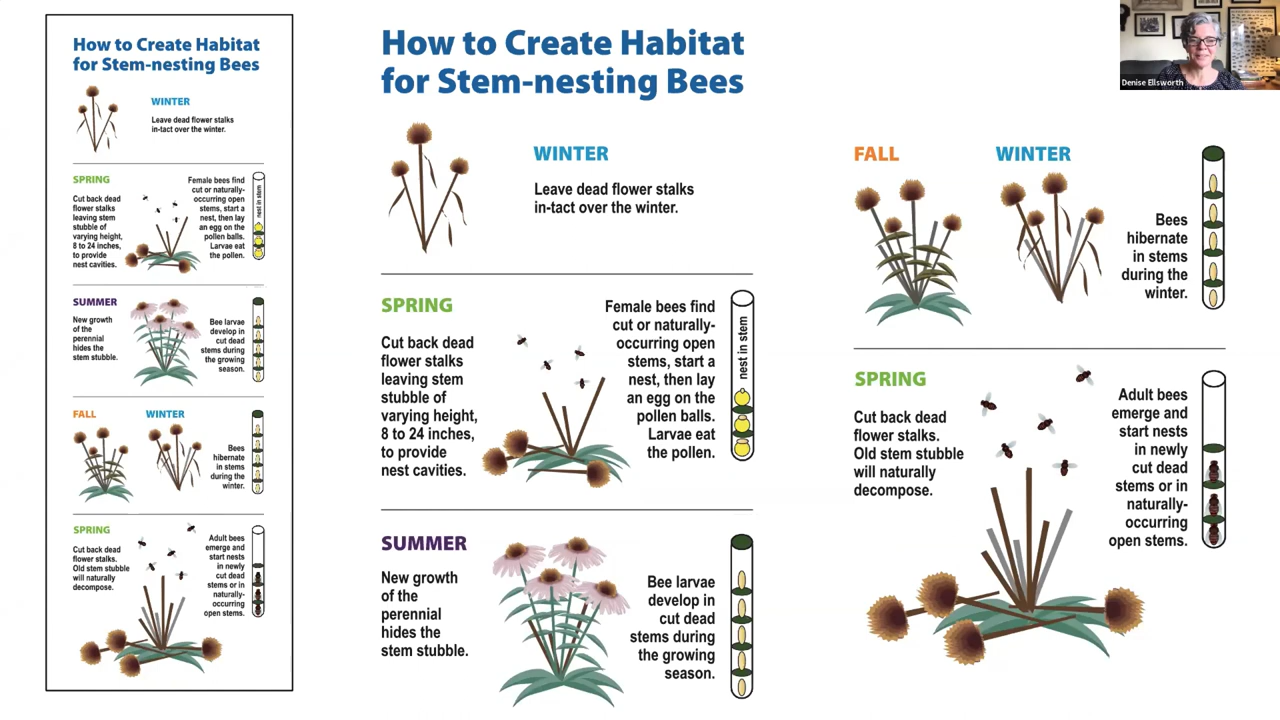 How to Create Habitat
for Stem-nesting Bees
WINTER
Leave dead flower stalks
in-tact over the winter.
SPRING
Cut back dead
flower stalks
leaving stem
stubble of
varying height,
8 to 24 inches,
to provide
nest cavities.
Female bees find
cut or naturally-
occurring open
stems, start a
nest, then lay
an egg on the
pollen balls.
Larvae eat
the pollen.
nest in stem
SUMMER
New growth
of the
perennial
hides the
stem stubble.
Bee larvae
develop in
cut dead
stems during
the growing
season.
FALL
WINTER
Bees
hibernate
in stems
during the
winter.
SPRING
Cut back dead
flower stalks.
Old stem stubble
will naturally
decompose.
Adult bees
emerge and
start nests
in newly
cut dead
stems or in
naturally-
occurring
open stems.
How to Create Habitat
for Stem-nesting Bees
WINTER
Leave dead flower stalks
in-tact over the winter.
SPRING
Cut back dead
flower stalks
leaving stem
stubble of
varying height,
8 to 24 inches,
to provide
nest cavities.
Female bees find
cut or naturally-
occurring open
stems, start a
nest, then lay
an egg on the
pollen balls.
Larvae eat
the pollen.
nest in stem
SUMMER
New growth
of the
perennial
hides the
stem stubble.
Bee larvae
develop in
cut dead
stems during
the growing
season.
FALL
WINTER
Bees
hibernate
in stems
during the
winter.
SPRING
Cut back dead
flower stalks.
Old stem stubble
will naturally
decompose.
Adult bees
emerge and
start nests
in newly
cut dead
stems or in
naturally-
occurring
open stems.
Denise Ellsworth